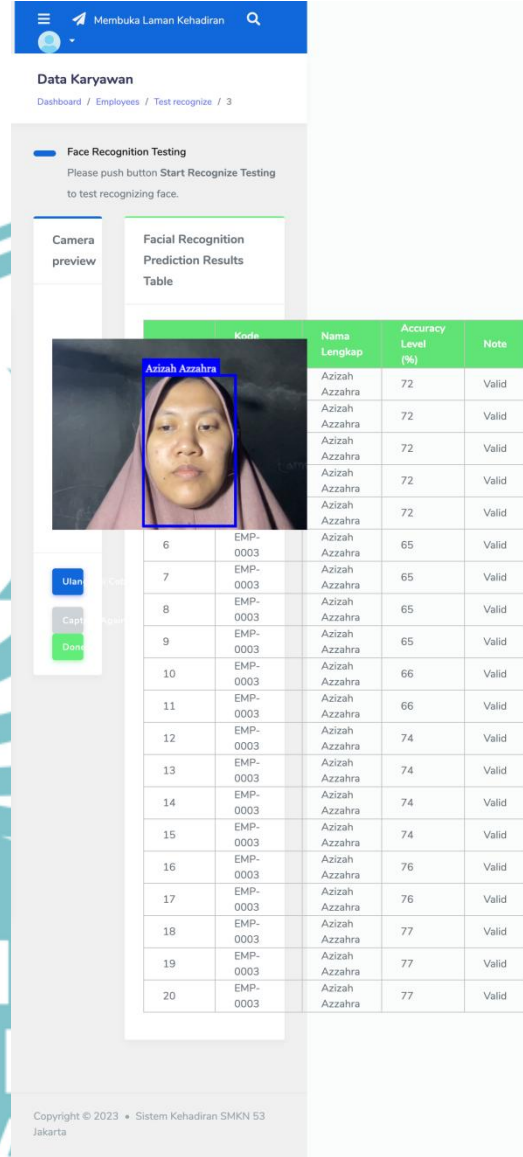 Membuka Laman Kehadiran
Data Karyawan
Dashboard / Employees / Test recognize / 3
Face Recognition Testing
Please push button Start Recognize Testing
to test recognizing face.
Camera
preview
Facial Recognition
Prediction Results
Table
Kode
Nama
Lengkap
Accuracy
Level
(%)
Note
Azizah Azzahra
Azizah
Azzahra
72
Valid
Azizah
Azzahra
72
Valid
Azizah
Azzahra
72
Valid
Azizah
Azzahra
72
Valid
Azizah
Azzahra
72
Valid
6
EMP-
0003
Azizah
Azzahra
65
Valid
7
EMP-
0003
Azizah
Azzahra
65
Valid
8
EMP-
0003
Azizah
Azzahra
65
Valid
9
EMP-
0003
Azizah
Azzahra
65
Valid
10
EMP-
0003
Azizah
Azzahra
66
Valid
11
EMP-
0003
Azizah
Azzahra
66
Valid
12
EMP-
0003
Azizah
Azzahra
74
Valid
13
EMP-
0003
Azizah
Azzahra
74
Valid
14
EMP-
0003
Azizah
Azzahra
74
Valid
15
EMP-
0003
Azizah
Azzahra
74
Valid
16
EMP-
0003
Azizah
Azzahra
76
Valid
17
EMP-
0003
Azizah
Azzahra
76
Valid
18
EMP-
0003
Azizah
Azzahra
77
Valid
19
EMP-
0003
Azizah
Azzahra
77
Valid
20
EMP-
0003
Azizah
Azzahra
77
Valid
Done
Copyright © 2023 • Sistem Kehadiran SMKN 53
Jakarta